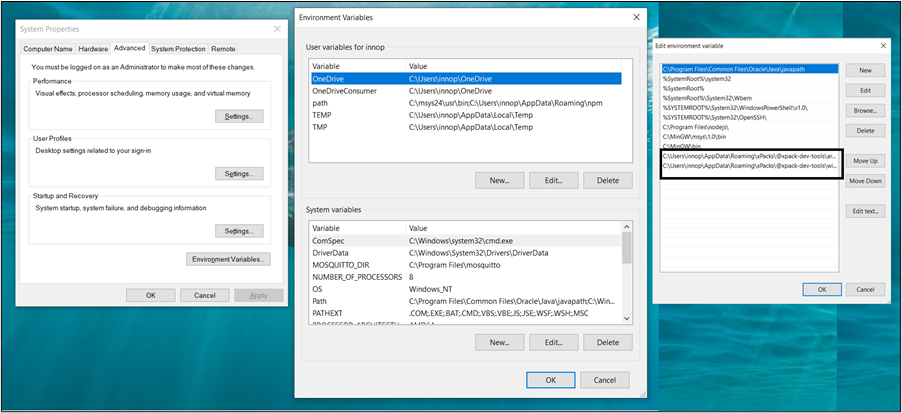 System Properties
Computer Name Hardware Advanced System Protection Remote
You must be logged on as an Administrator to make most of these changes.
Performance
Visual effects, processor scheduling, memory usage, and virtual memory
Settings...
User Profiles
Desktop settings related to your sign-in
Settings...
Startup and Recovery
System startup, system failure, and debugging information
Settings...
Environment Variables...
OK Cancel Apply
Environment Variables
User variables for innop
Variable Value
OneDrive C:\Users\innop\OneDrive
OneDriveConsumer C:\Users\innop\OneDrive
path C:\msys24\usr\bin;C:\Users\innop\AppData\Roaming\npm
TEMP C:\Users\innop\AppData\Local\Temp
TMP C:\Users\innop\AppData\Local\Temp
New... Edit... Delete
System variables
Variable Value
ComSpec C:\Windows\system32\cmd.exe
DriverData C:\Windows\System32\Drivers\DriverData
MOSQUITTO_DIR C:\Program Files\mosquitto
NUMBER_OF_PROCESSORS 8
OS Windows_NT
Path C:\Program Files\Common Files\Oracle\Java\javapath;C:\Win...
PATHEXT .COM;.EXE;.BAT;.CMD;.VBS;.VBE;.JS;.JSE;.WSF;.WSH;.MSC
New... Edit... Delete
OK Cancel
Edit environment variable
C:\Program Files\Common Files\Oracle\Java\javapath
%SystemRoot%\system32
%SystemRoot%
%SystemRoot%\System32\Wbem
%SYSTEMROOT%\System32\WindowsPowerShell\v1.0\
%SYSTEMROOT%\System32\OpenSSH\
C:\Program Files\nodejs\
C:\MinGW\msys\1.0\bin
C:\MinGW\bin
C:\Users\innop\AppData\Roaming\xPacks\@xpack-dev-tools\ar...
C:\Users\innop\AppData\Roaming\xPacks\@xpack-dev-tools\wi...
New
Edit
Browse...
Delete
Move Up
Move Down
Edit text...
OK Cancel